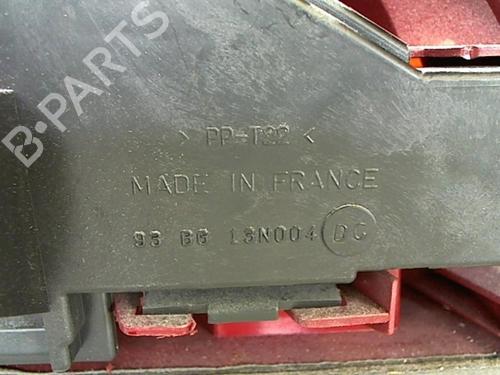 B-PARTS
> PP-T22 <
MADE IN FRANCE
93 BG 13N004 DC